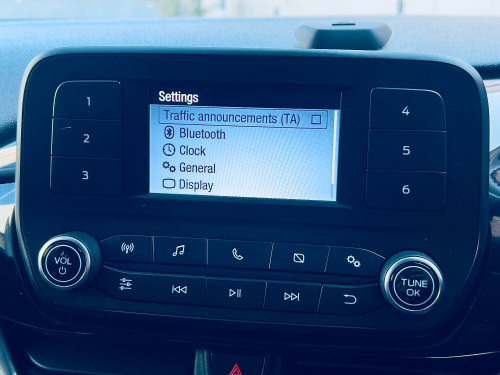 Settings
Traffic announcements (TA)
Bluetooth
Clock
General
Display
1
2
3
4
5
6
VOL
TUNE
OK